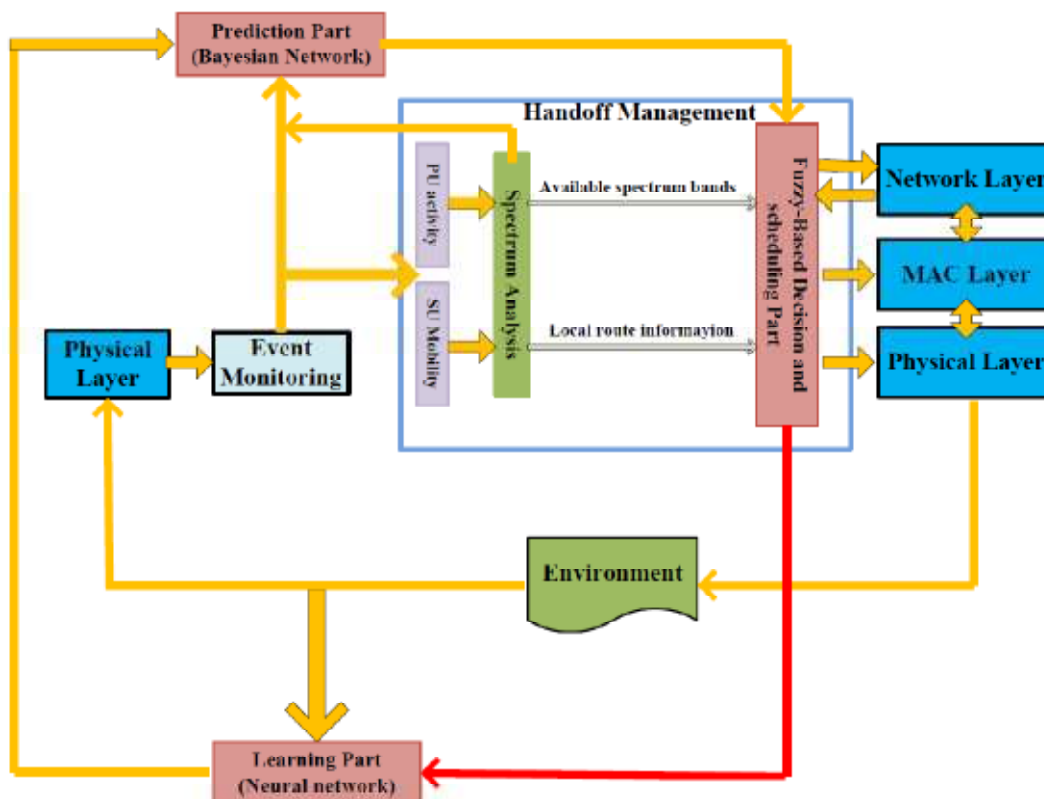 Prediction Part
(Bayesian Network)
Handoff Management
PU activity
SU Mobility
Spectrum Analysis
Available spectrum bands
Local route informayion
Fuzzy-Based Decision and
scheduling Part
Network Layer
MAC Layer
Physical Layer
Physical
Layer
Event
Monitoring
Environment
Learning Part
(Neural network)